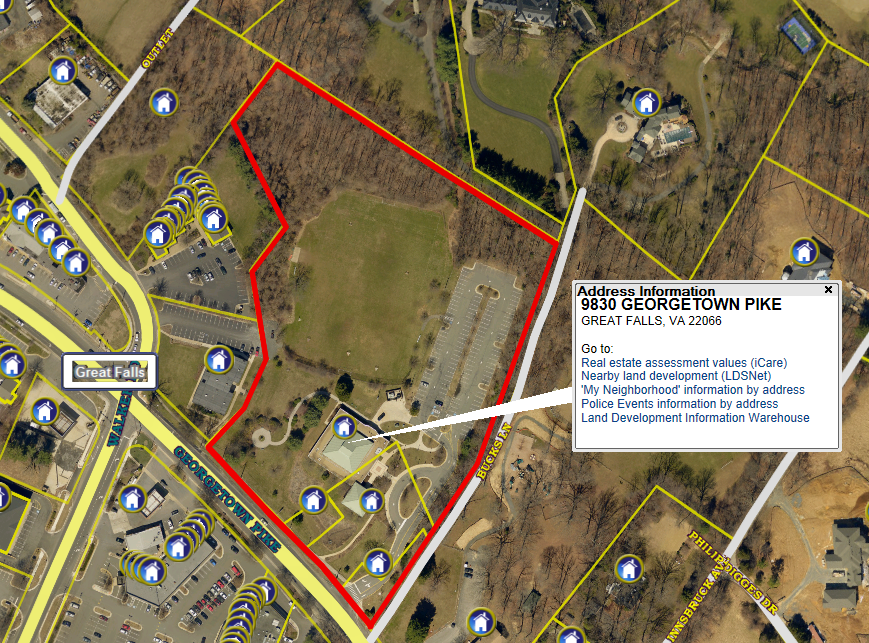 OUTLET
Address Information
9830 GEORGETOWN PIKE
GREAT FALLS, VA 22066
Go to:
Real estate assessment values (iCare)
Nearby land development (LDSNet)
'My Neighborhood' information by address
Police Events information by address
Land Development Information Warehouse
Great Falls
WALKER
GEORGETOWN PIKE
BUCKS LN
PHILIP DIGGES DR
INNSBRUCK AV